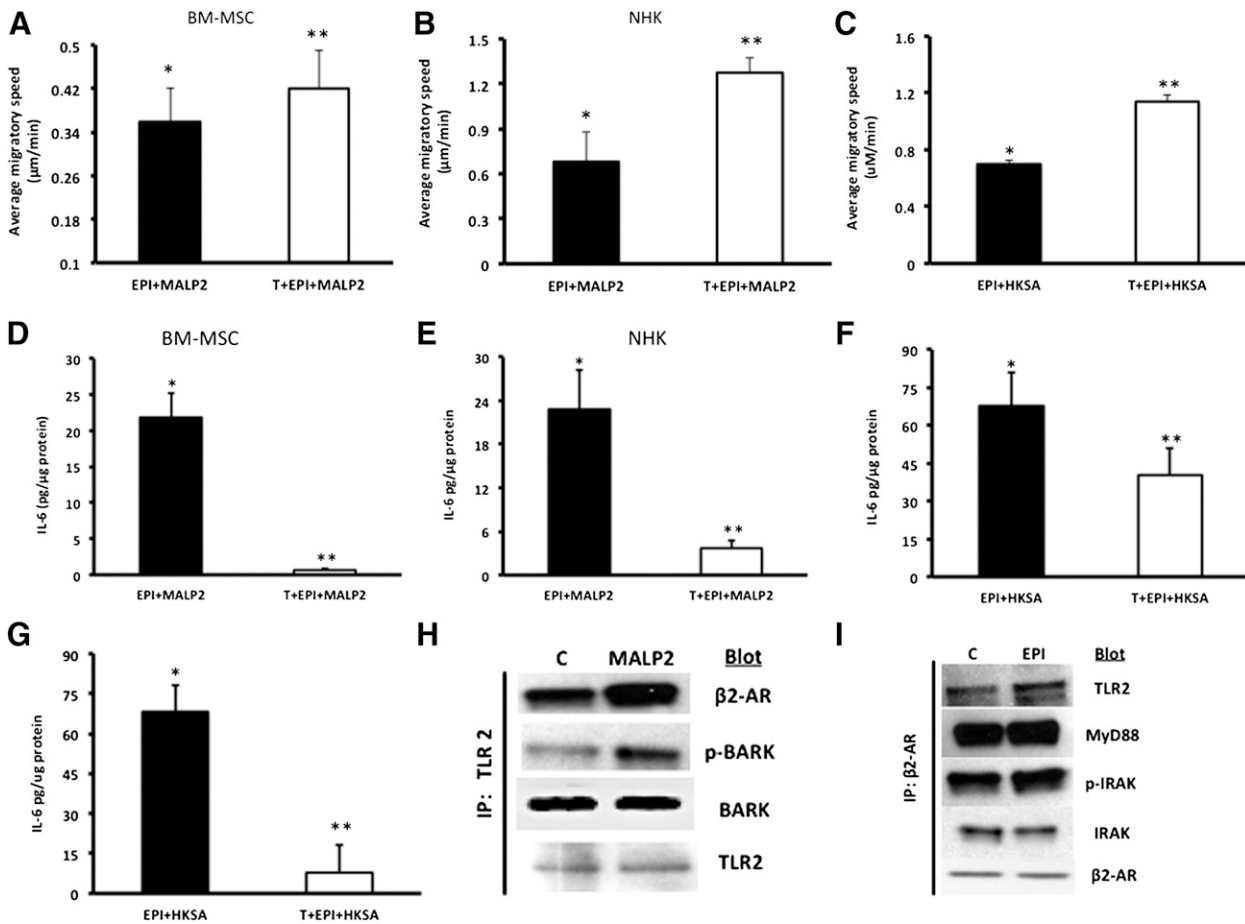 A
BM-MSC
Average migratory speed
(µm/min)
0.5
0.42
0.34
0.26
0.18
0.1
*
**
EPI+MALP2
T+EPI+MALP2
B
NHK
Average migratory speed
(µm/min)
1.5
1.2
0.9
0.6
0.3
0
*
**
EPI+MALP2
T+EPI+MALP2
C
Average migratory speed
(uM/min)
1.6
1.2
0.8
0.4
0
*
**
EPI+HKSA
T+EPI+HKSA
D
BM-MSC
IL-6 (pg/µg protein)
30
25
20
15
10
5
0
*
**
EPI+MALP2
T+EPI+MALP2
E
NHK
IL-6 pg/µg protein
30
24
18
12
6
0
*
**
EPI+MALP2
T+EPI+MALP2
F
IL-6 pg/µg protein
90
75
60
45
30
15
0
*
**
EPI+HKSA
T+EPI+HKSA
G
IL-6 pg/ug protein
90
75
60
45
30
15
0
*
**
EPI+HKSA
T+EPI+HKSA
H
C MALP2 Blot
IP: TLR 2
β2-AR
p-BARK
BARK
TLR2
I
C EPI Blot
IP: β2-AR
TLR2
MyD88
p-IRAK
IRAK
β2-AR